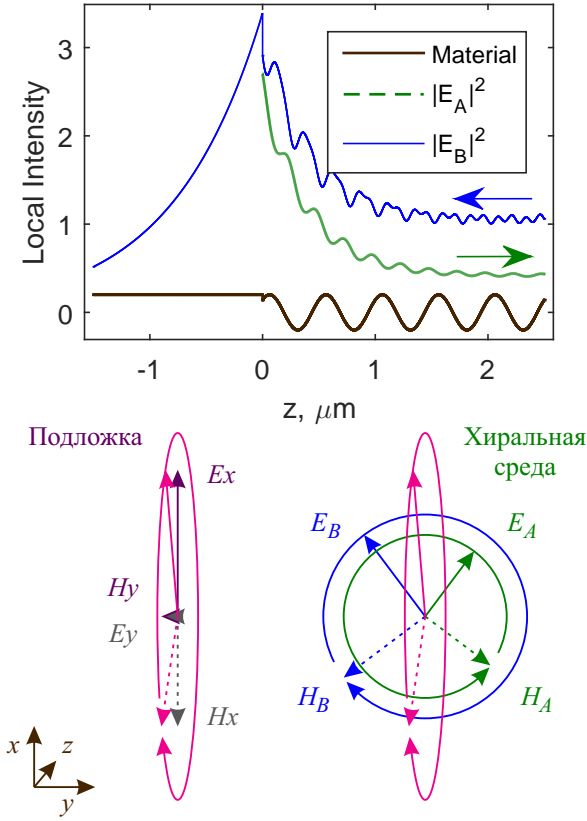 3
2
1
0
Local Intensity
Material
|E_A|^2
|E_B|^2
-1 0 1 2
z, μm
Подложка
Хиральная
среда
Ex
Hy
Ey
Hx
E_B
E_A
H_B
H_A
x
z
y